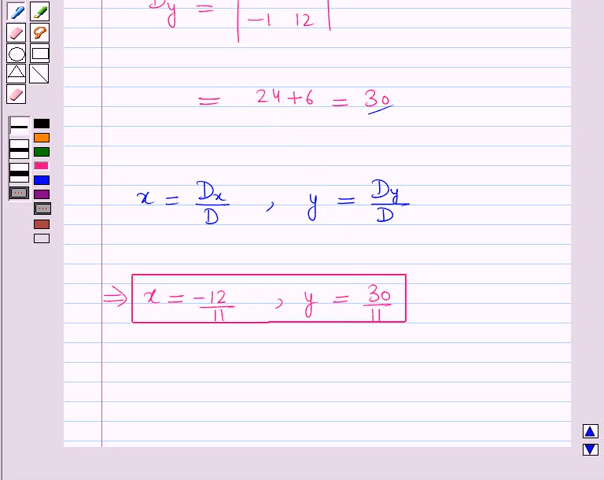 Dy =
| -1 12 |
= 24+6 = 30
x = Dx/D , y = Dy/D
⇒ x = -12/11 , y = 30/11